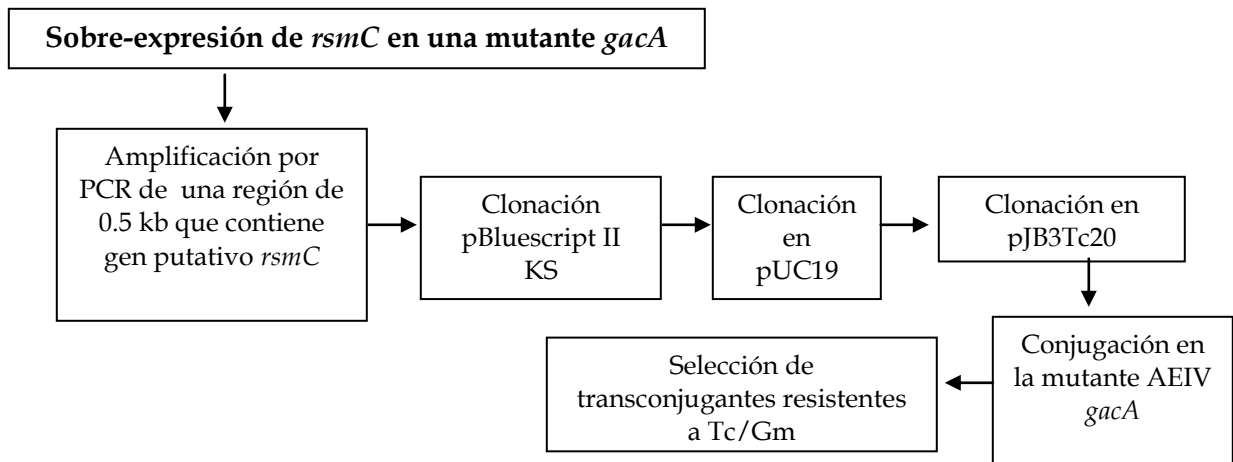 Sobre-expresión de rsmC en una mutante gacA
Amplificación por
PCR de una región de
0.5 kb que contiene
gen putativo rsmC
Clonación
pBluescript II
KS
Clonación
en
pUC19
Clonación en
pJB3Tc20
Conjugación en
la mutante AEIV
gacA
Selección de
transconjugantes resistentes
a Tc/Gm